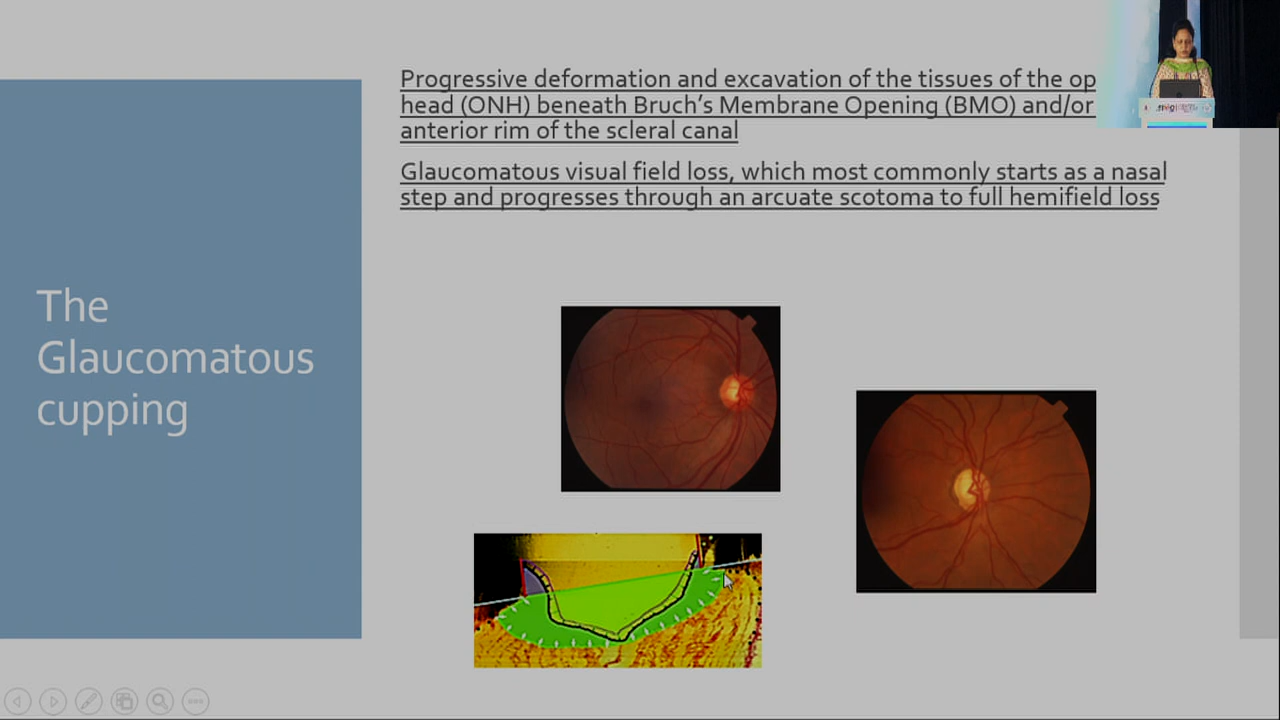 Progressive deformation and excavation of the tissues of the
head (ONH) beneath Bruch's Membrane Opening (BMO) and/or
anterior rim of the scleral canal
Glaucomatous visual field loss, which most commonly starts as a nasal
step and progresses through an arcuate scotoma to full hemifield loss
The
Glaucomatous
cupping